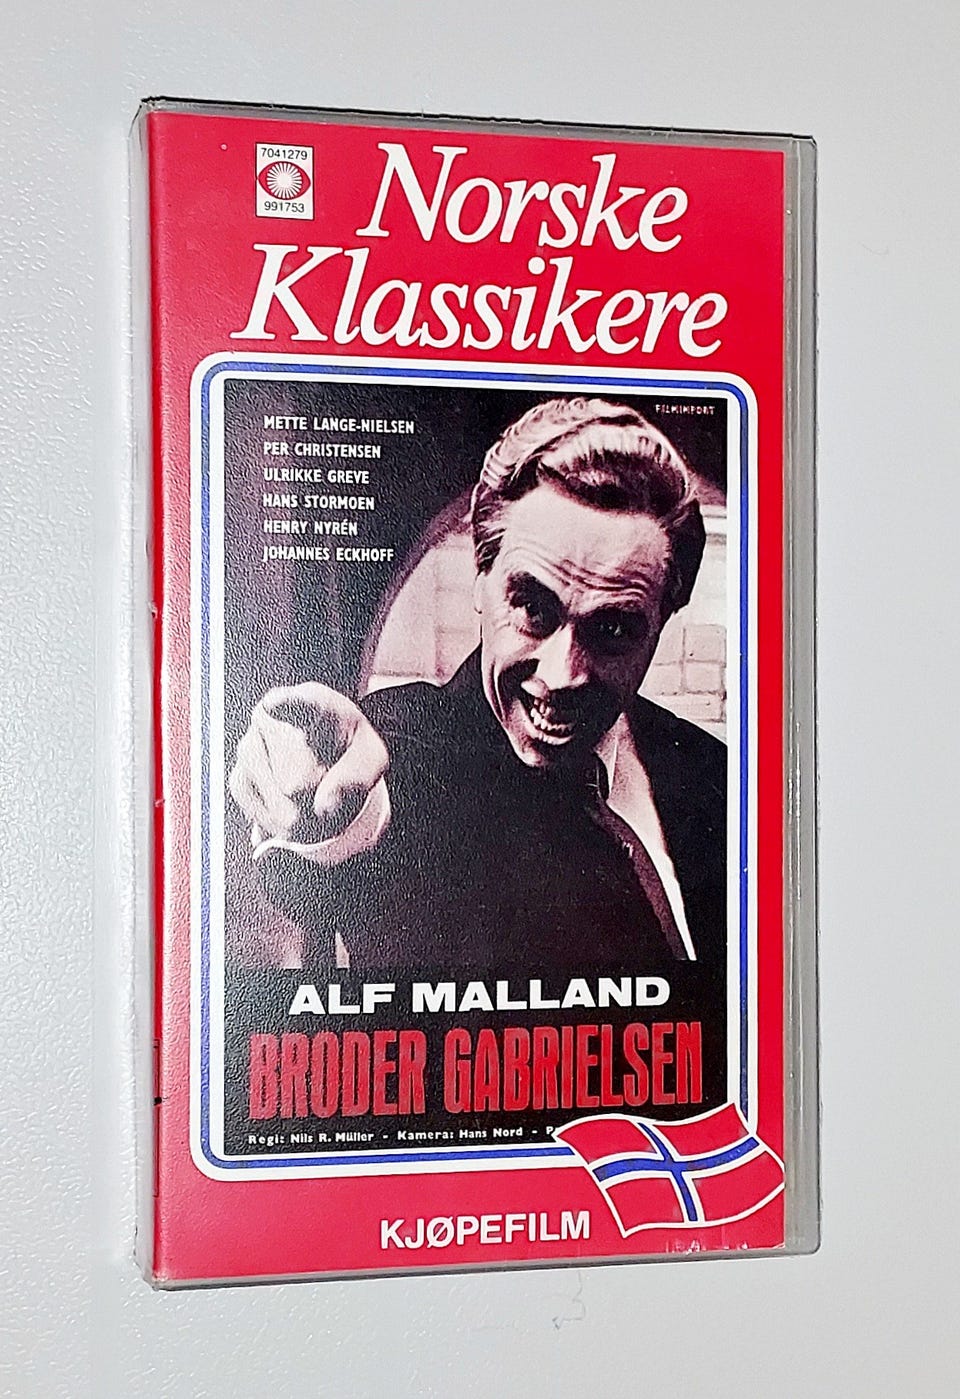 7041279
991753
Norske
Klassikere
FILMIMPORT
METTE LANGE-NIELSEN
PER CHRISTENSEN
ULRIKKE GREVE
HANS STORMOEN
HENRY NYRÉN
JOHANNES ECKHOFF
ALF MALLAND
BRODER GABRIELSEN
Regi: Nils R. Müller - Kamera: Hans Nord -
KJØPEFILM